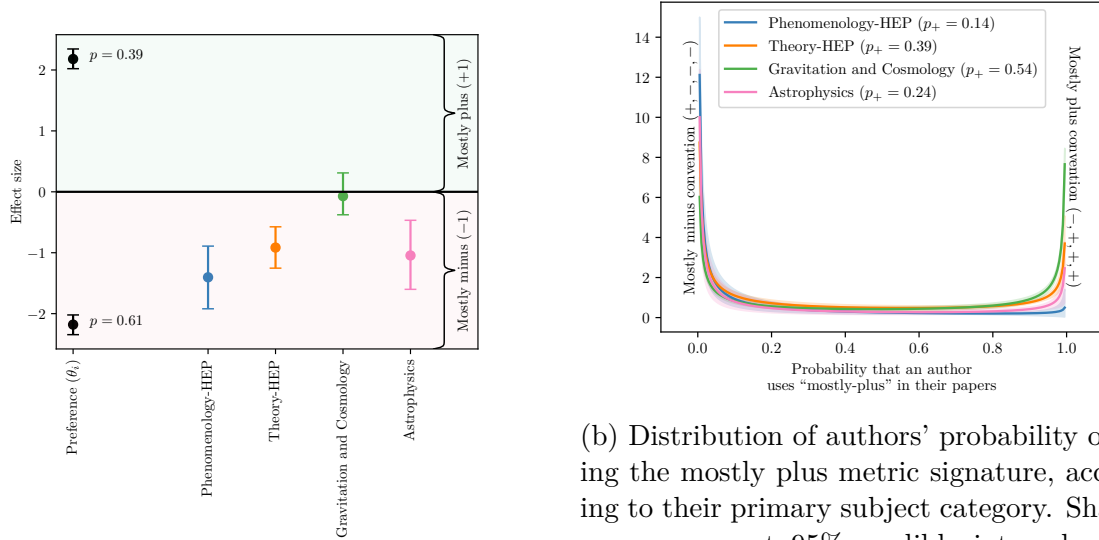 2
1
0
−1
−2
Effect size
p = 0.39
p = 0.61
Mostly plus (+1)
Mostly minus (−1)
Preference (θi)
Phenomenology-HEP
Theory-HEP
Gravitation and Cosmology
Astrophysics
14
12
10
8
6
4
2
0
Mostly minus convention (+, −, −, −)
Phenomenology-HEP (p+ = 0.14)
Theory-HEP (p+ = 0.39)
Gravitation and Cosmology (p+ = 0.54)
Astrophysics (p+ = 0.24)
Mostly plus convention (−, +, +, +)
0.0 0.2 0.4 0.6 0.8 1.0
Probability that an author
uses “mostly-plus” in their papers
(b) Distribution of authors’ probability o
ing the mostly plus metric signature, acc
ing to their primary subject category. Sh